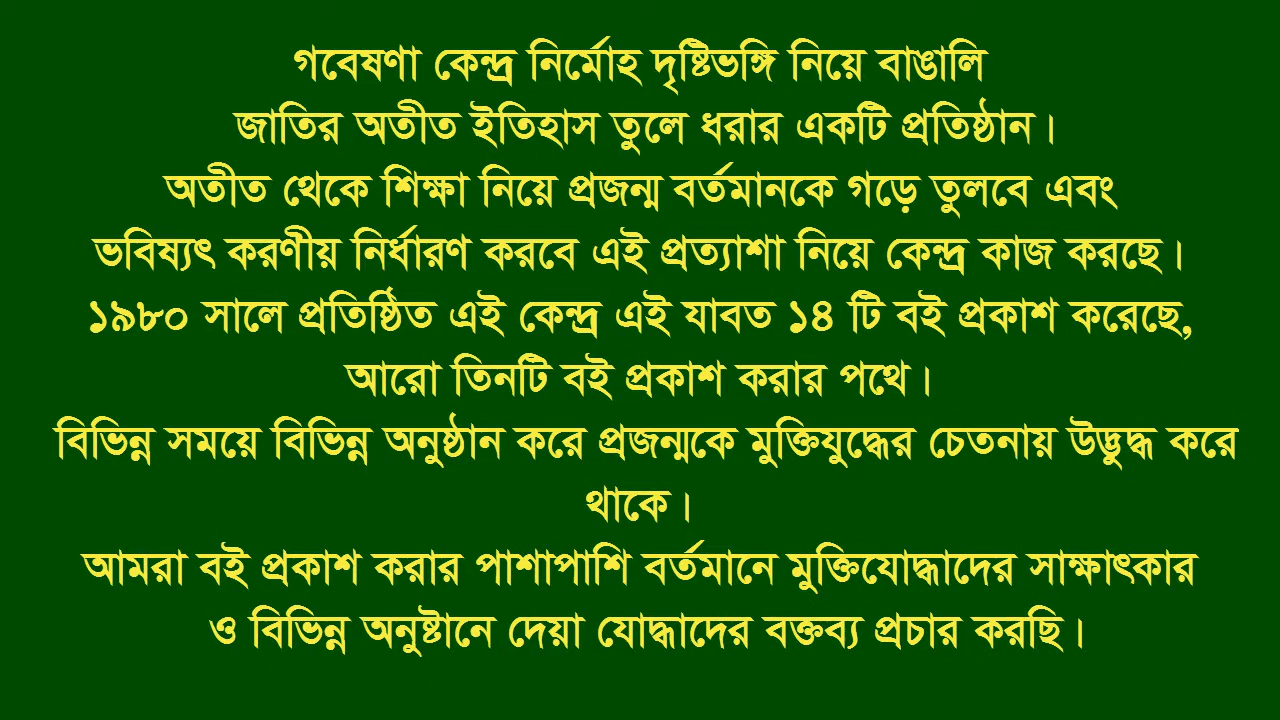 গবেষণা কেন্দ্র নির্মোহ দৃষ্টিভঙ্গি নিয়ে বাঙালি
জাতির অতীত ইতিহাস তুলে ধরার একটি প্রতিষ্ঠান।
অতীত থেকে শিক্ষা নিয়ে প্রজন্ম বর্তমানকে গড়ে তুলবে এবং
ভবিষ্যৎ করণীয় নির্ধারণ করবে এই প্রত্যাশা নিয়ে কেন্দ্র কাজ করছে।
১৯৮০ সালে প্রতিষ্ঠিত এই কেন্দ্র এই যাবত ১৪ টি বই প্রকাশ করেছে,
আরো তিনটি বই প্রকাশ করার পথে।
বিভিন্ন সময়ে বিভিন্ন অনুষ্ঠান করে প্রজন্মকে মুক্তিযুদ্ধের চেতনায় উদ্ভুদ্ধ করে
থাকে।
আমরা বই প্রকাশ করার পাশাপাশি বর্তমানে মুক্তিযোদ্ধাদের সাক্ষাৎকার
ও বিভিন্ন অনুষ্টানে দেয়া যোদ্ধাদের বক্তব্য প্রচার করছি।